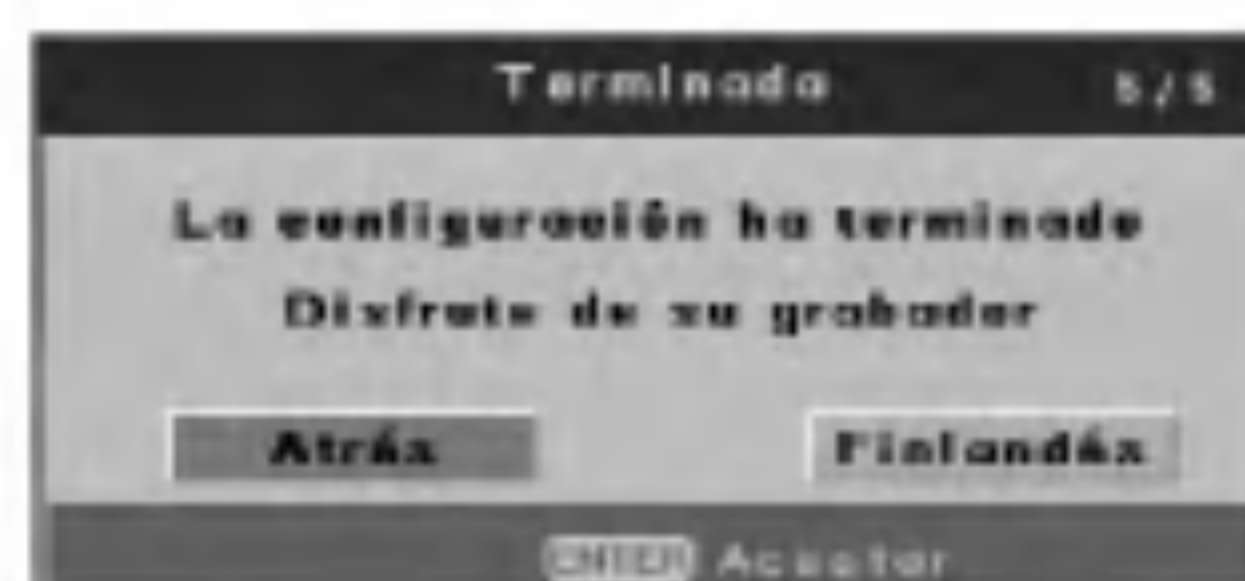 Terminado 5/5
La configuración ha terminado
Disfrute de su grabador
Atrás Finlandés
ENTER Aceptar